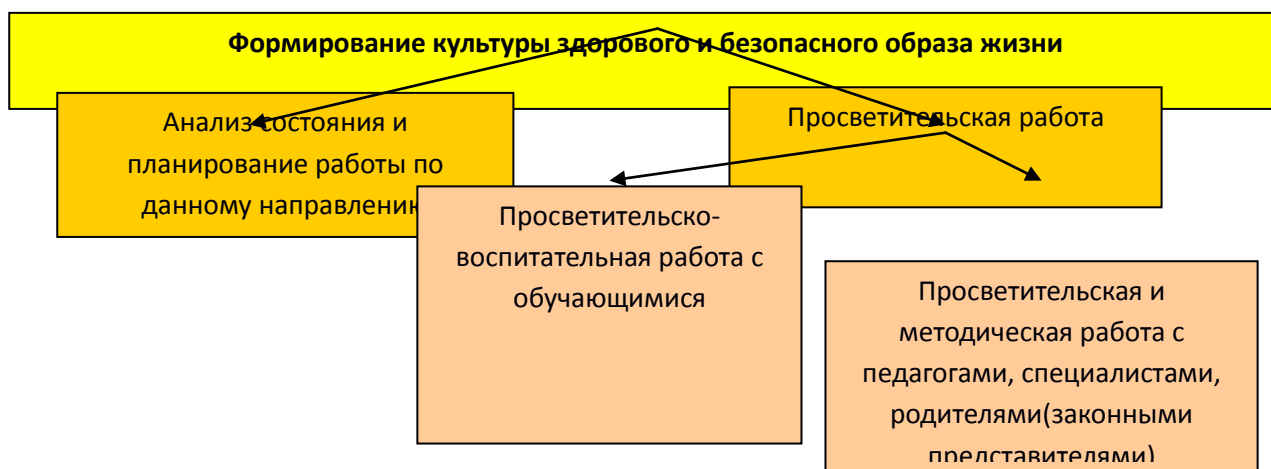 Формирование культуры здорового и безопасного образа жизни
Анализ состояния и
планирование работы по
данному направлению
Просветительская работа
Просветительско-
воспитательная работа с
обучающимися
Просветительская и
методическая работа с
педагогами, специалистами,
родителями(законными
представителями)